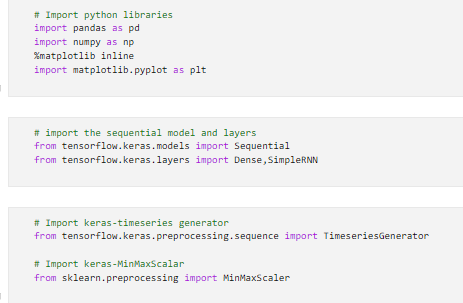 # Import python libraries
import pandas as pd
import numpy as np
%matplotlib inline
import matplotlib.pyplot as plt
# import the sequential model and layers
from tensorflow.keras.models import Sequential
from tensorflow.keras.layers import Dense,SimpleRNN
# Import keras-timeseries generator
from tensorflow.keras.preprocessing.sequence import TimeseriesGenerator
# Import keras-MinMaxScalar
from sklearn.preprocessing import MinMaxScaler